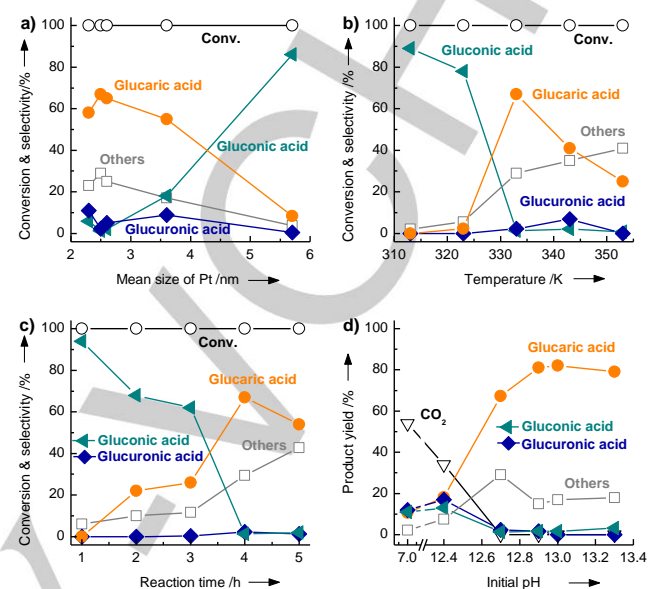 a)
Conversion & selectivity/%
100
80
60
40
20
0
Conv.
Glucaric acid
Gluconic acid
Others
Glucuronic acid
2 3 4 5 6
Mean size of Pt /nm
b)
Conversion & selectivity /%
100
80
60
40
20
0
Gluconic acid
Conv.
Glucaric acid
Others
Glucuronic acid
310 320 330 340 350
Temperature /K
c)
Conversion & selectivity /%
100
80
60
40
20
0
Conv.
Glucaric acid
Gluconic acid
Others
Glucuronic acid
1 2 3 4 5
Reaction time /h
d)
Product yield /%
100
80
60
40
20
0
Glucaric acid
CO2
Gluconic acid
Glucuronic acid
Others
7.0 12.4 12.6 12.8 13.0 13.2 13.4
Initial pH